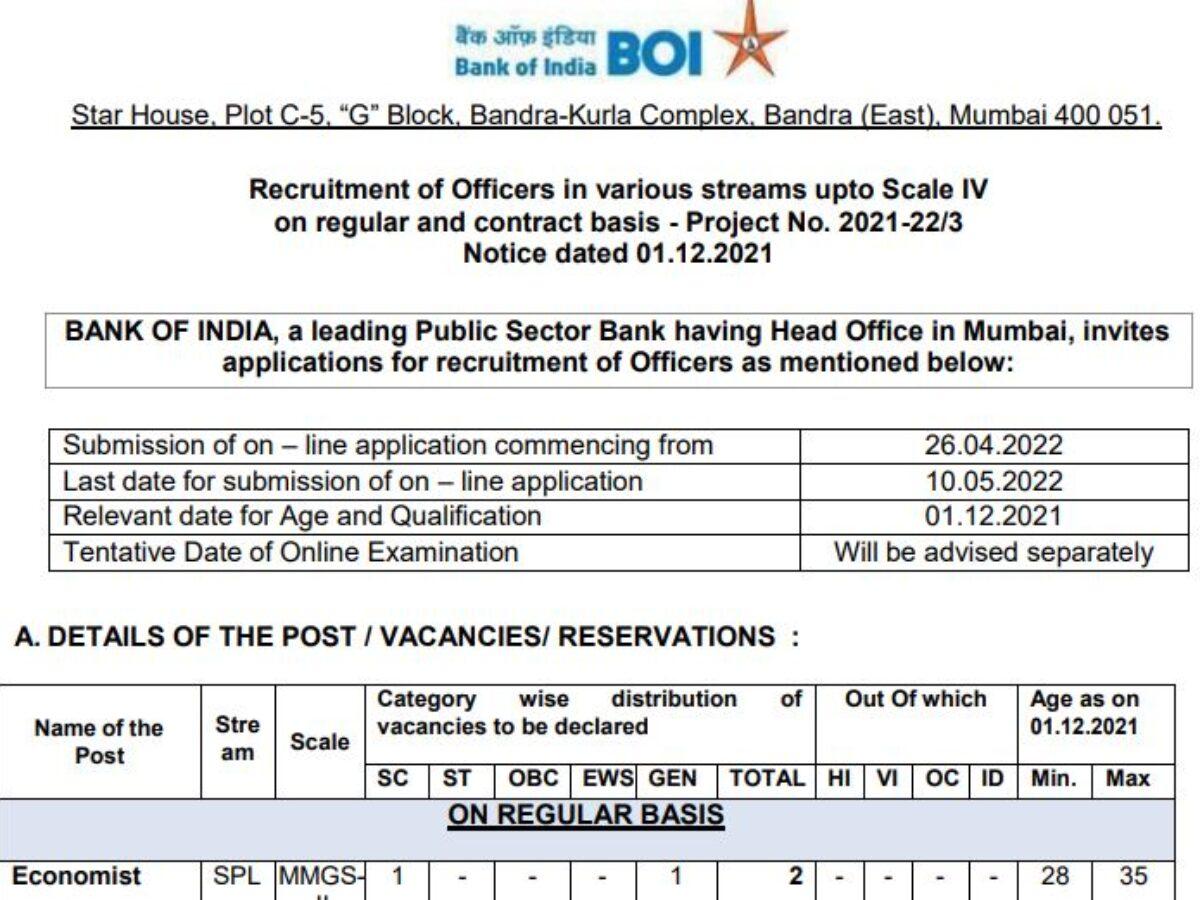 बैंक ऑफ़ इंडिया BOI
Bank of India
Star House, Plot C-5, “G” Block, Bandra-Kurla Complex, Bandra (East), Mumbai 400 051.
Recruitment of Officers in various streams upto Scale IV
on regular and contract basis - Project No. 2021-22/3
Notice dated 01.12.2021
BANK OF INDIA, a leading Public Sector Bank having Head Office in Mumbai, invites
applications for recruitment of Officers as mentioned below:
Submission of on – line application commencing from 26.04.2022
Last date for submission of on – line application 10.05.2022
Relevant date for Age and Qualification 01.12.2021
Tentative Date of Online Examination Will be advised separately
A. DETAILS OF THE POST / VACANCIES/ RESERVATIONS :
Name of the
Post
Stre
am
Scale
Category wise distribution of
vacancies to be declared
Out Of which
Age as on
01.12.2021
SC ST OBC EWS GEN TOTAL HI VI OC ID Min. Max
ON REGULAR BASIS
Economist SPL MMGS- 1 - - - 1 2 - - - - 28 35